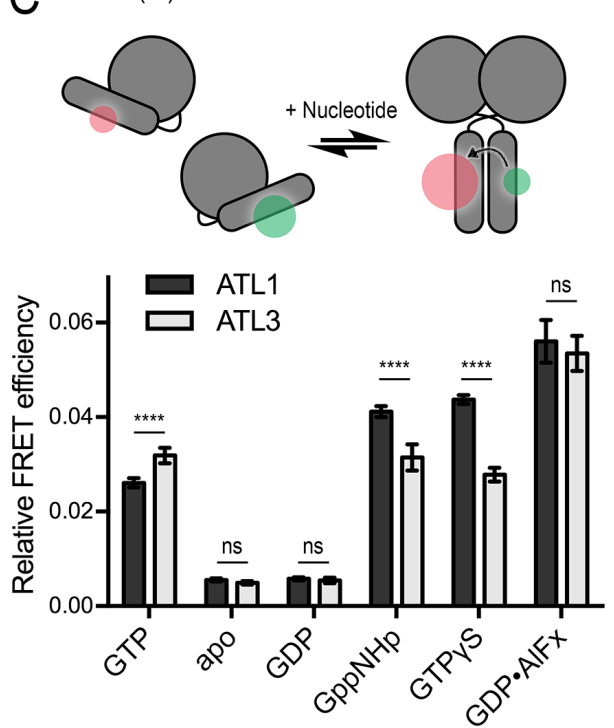 C
+ Nucleotide
ATL1
ATL3
Relative FRET efficiency
0.06
0.04
0.02
0.00
****
ns
ns
****
****
ns
GTP
apo
GDP
GppNHp
GTPγS
GDP•AlFx